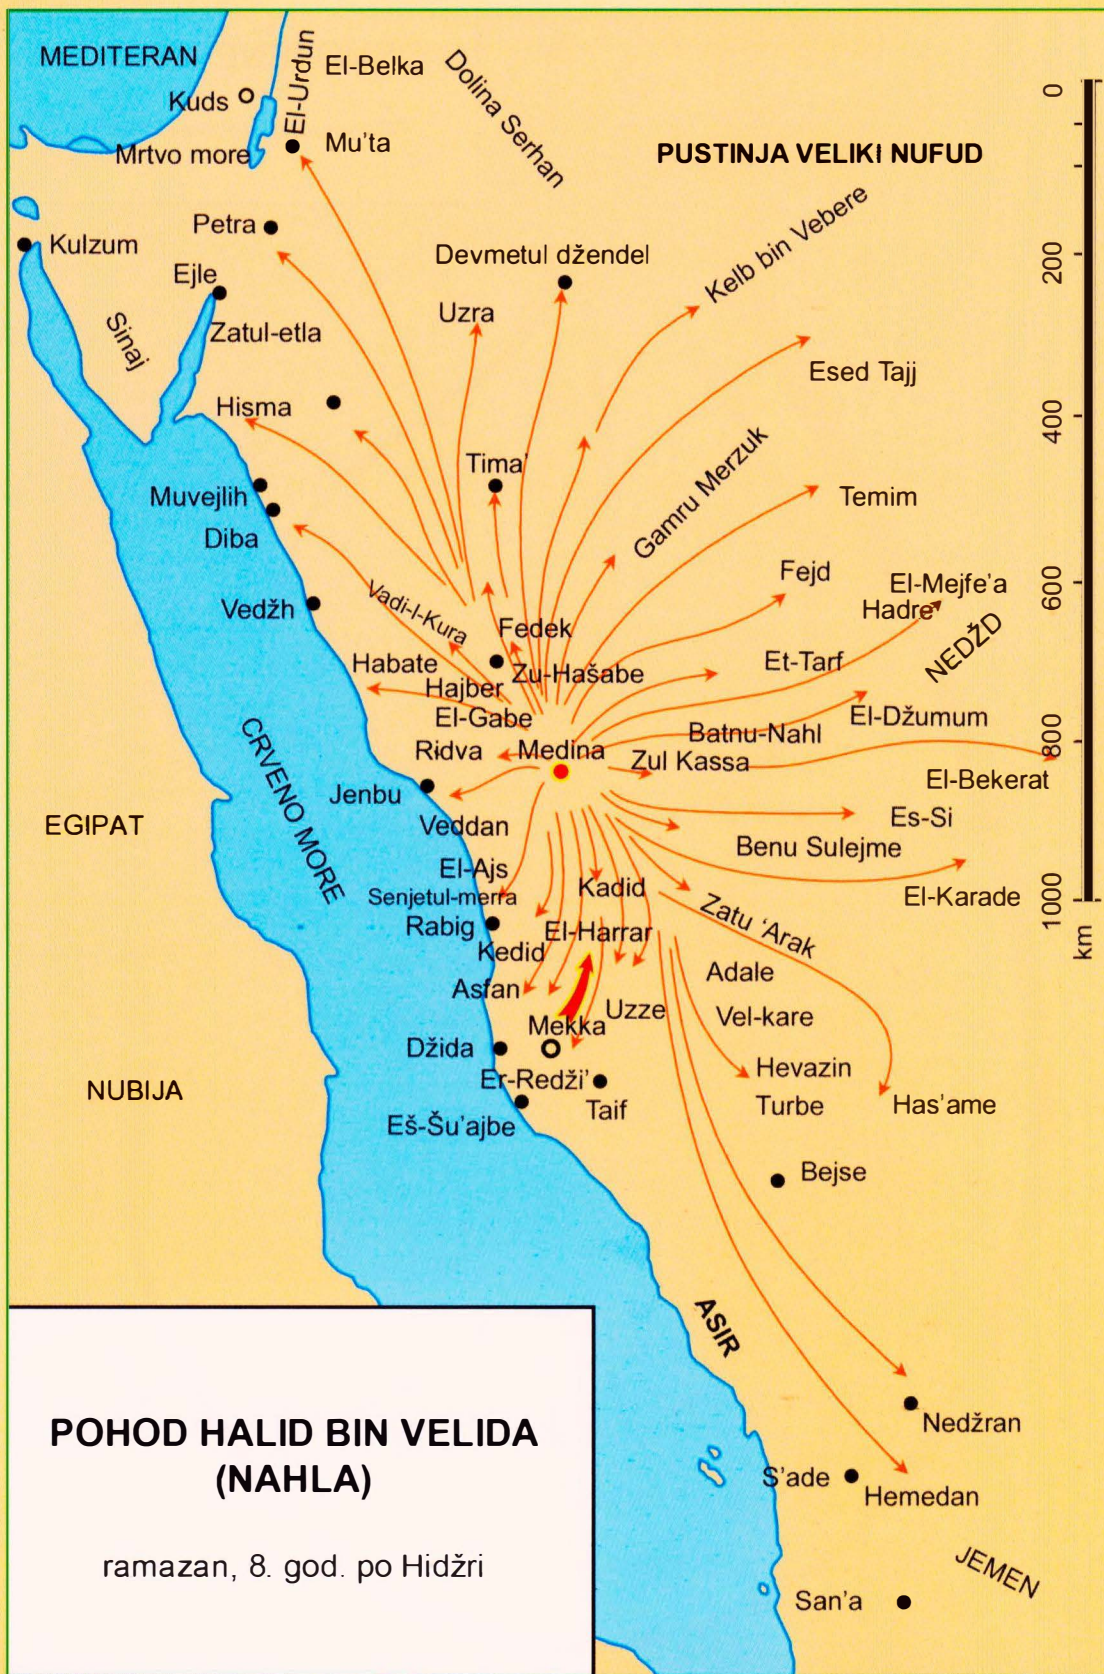 MEDITERAN
El-Urdun
El-Belka
Dolina Serhan
Kuds
Mu'ta
Mrtvo more
PUSTINJA VELIKI NUFUD
0
200
400
600
800
1000
km
Petra
Kulzum
Ejle
Sinaj
Zatul-etla
Devmetul džendel
Uzra
Kelb bin Vebere
Esed Tajj
Hisma
Tima'
Gamru Merzuk
Temim
Muvejlih
Diba
Vedžh
Vadi-l-Kura
Fedek
Fejd
El-Mejfe'a
Hadre
NEDŽD
Habate
Hajber
Zu-Hašabe
Et-Tarf
El-Gabe
El-Džumum
Batnu-Nahl
Ridva
Medina
Zul Kassa
El-Bekerat
Jenbu
CRVENO MORE
EGIPAT
Veddan
Es-Si
Benu Sulejme
El-Ajs
Kadid
El-Karade
Senjetul-merra
Rabig
El-Harrar
Zatu 'Arak
Kedid
Adale
Asfan
Uzze
Vel-kare
Mekka
Džida
Hevazin
Er-Redži'
NUBIJA
Taif
Turbe
Has'ame
Eš-Šu'ajbe
Bejse
ASIR
Nedžran
S'ade
Hemedan
JEMEN
San'a
POHOD HALID BIN VELIDA
(NAHLA)
ramazan, 8. god. po Hidžri